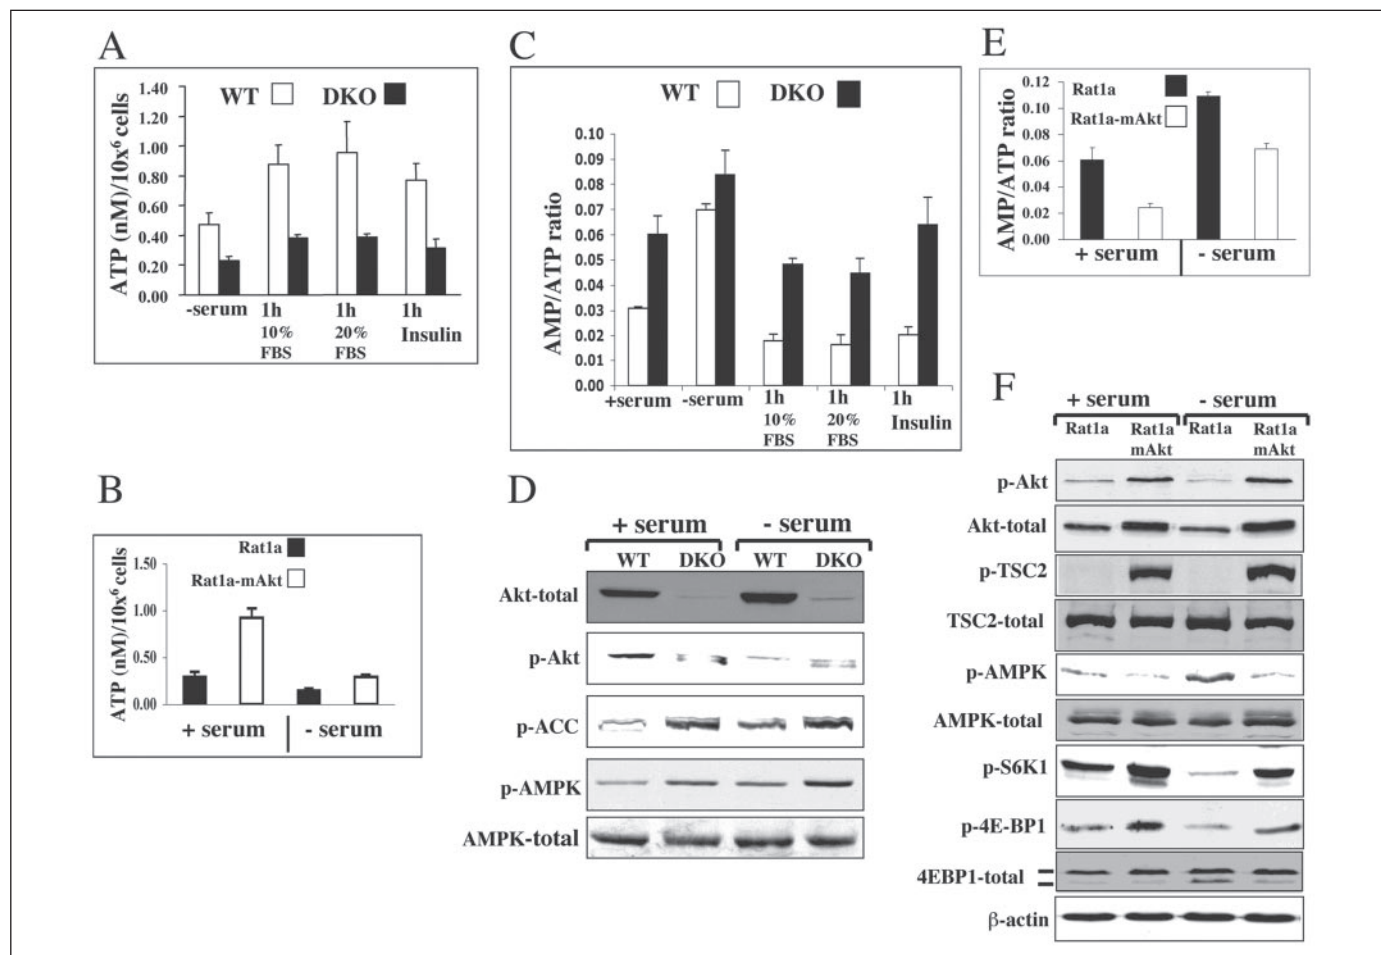 A
WT DKO
ATP (nM)/10x⁶ cells
1.40
1.20
1.00
0.80
0.60
0.40
0.20
0.00
-serum
1h 10% FBS
1h 20% FBS
1h Insulin
B
Rat1a
Rat1a-mAkt
ATP (nM)/10x⁶ cells
1.50
1.00
0.50
0.00
+ serum - serum
C
WT DKO
AMP/ATP ratio
0.10
0.09
0.08
0.07
0.06
0.05
0.04
0.03
0.02
0.01
0.00
+serum
-serum
1h 10% FBS
1h 20% FBS
1h Insulin
D
+ serum - serum
WT DKO WT DKO
Akt-total
p-Akt
p-ACC
p-AMPK
AMPK-total
E
Rat1a
Rat1a-mAkt
AMP/ATP ratio
0.12
0.10
0.08
0.06
0.04
0.02
0.00
+ serum - serum
F
+ serum - serum
Rat1a Rat1a mAkt Rat1a Rat1a mAkt
p-Akt
Akt-total
p-TSC2
TSC2-total
p-AMPK
AMPK-total
p-S6K1
p-4E-BP1
4EBP1-total
β-actin